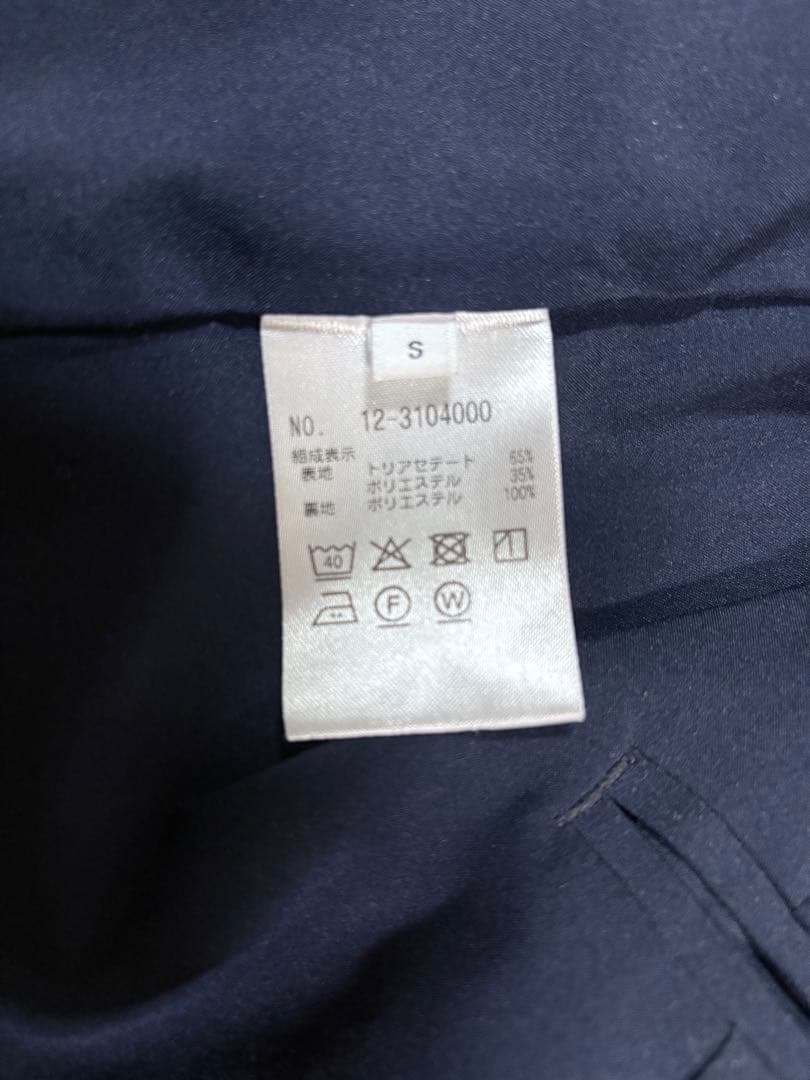 S
NO. 12-3104000
組成表示
表地 トリアセテート 65%
ポリエステル 35%
裏地 ポリエステル 100%
40
F W